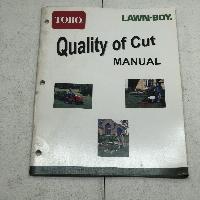 TORO LAWN-BOY.
Quality of Cut
MANUAL